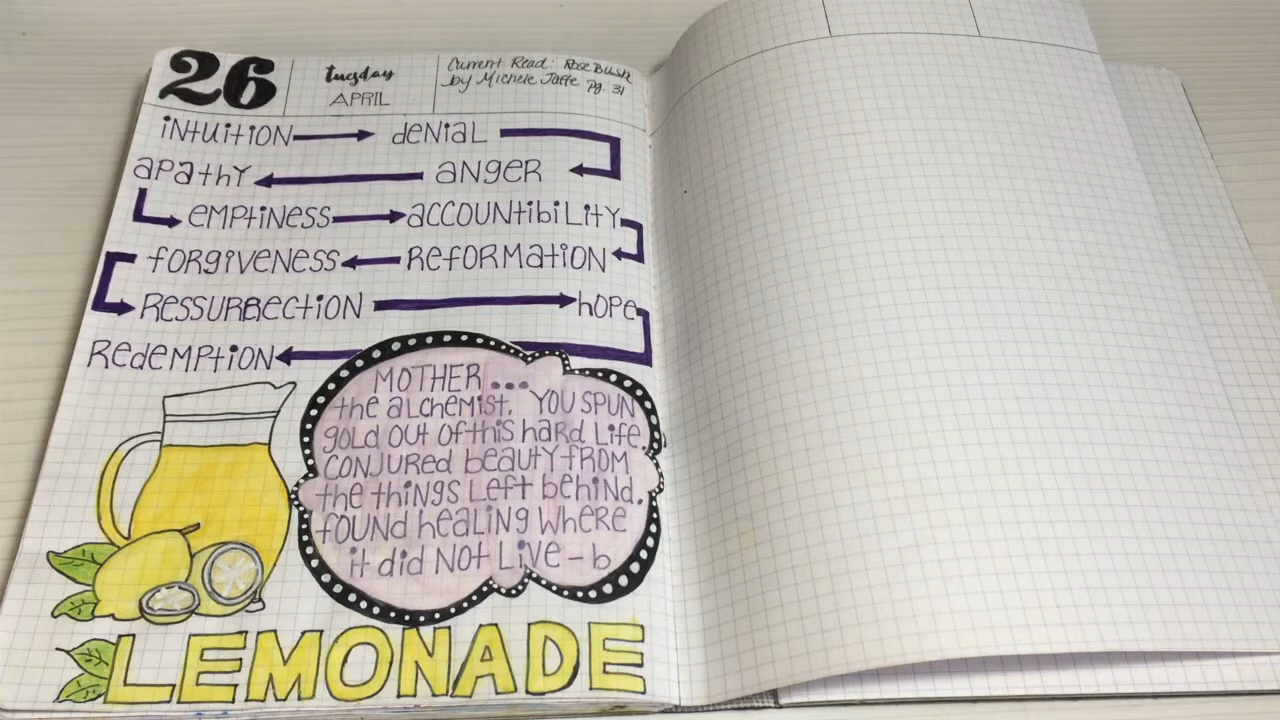 26
tuesday
APRIL
Current Read: Rose Bush
by Michele Jaffe Pg. 31
iNtUitiON deNiAL
aPathY aNgeR
eMPtiNess aCCOUNtibiLitY
fORgiveNess RefORMatiON
RessURRectiON hOPe
RedeMPtiON
MOTHER...
the aLcheMist. YOU SPUN
gOLd OUt Of this haRd Life.
CONJURed beaUtY fROM
the thiNgs Left behiNd.
fOUNd heaLiNg wheRe
it did NOt Live - b
LEMONADE